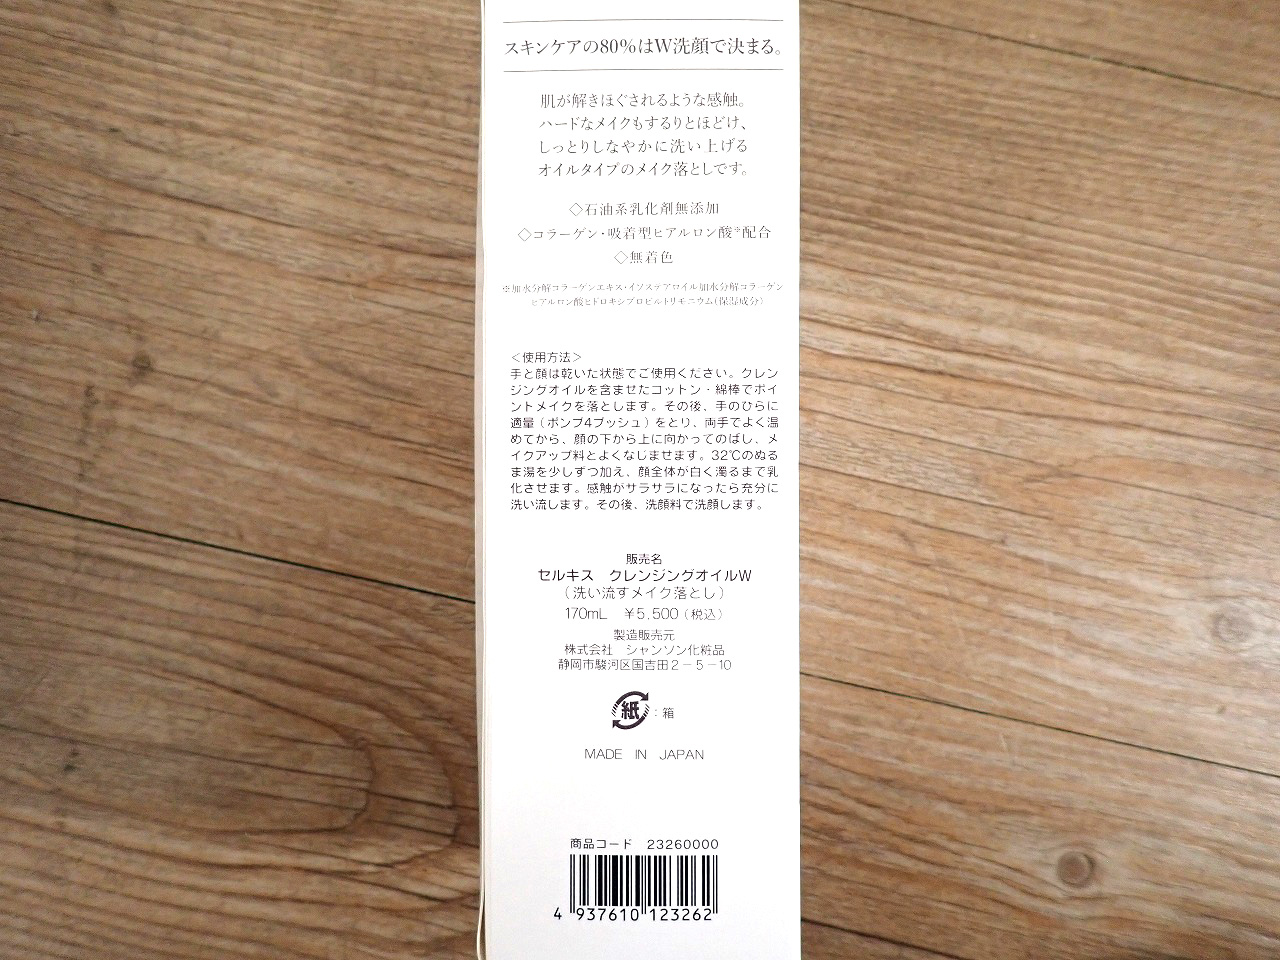 スキンケアの80%はW洗顔で決まる。
肌が解きほぐされるような感触。
ハードなメイクもするりとほどけ、
しっとりしなやかに洗い上げる
オイルタイプのメイク落としです。
◇石油系乳化剤無添加
◇コラーゲン・吸着型ヒアルロン酸※配合
◇無着色
※加水分解コラーゲンエキス・イソステアロイル加水分解コラーゲン
ヒアルロン酸ヒドロキシプロピルトリモニウム(保湿成分)
＜使用方法＞
手と顔は乾いた状態でご使用ください。クレン
ジングオイルを含ませたコットン・綿棒でポイ
ントメイクを落とします。その後、手のひらに
適量(ポンプ4プッシュ)をとり、両手でよく温
めてから、顔の下から上に向かってのばし、メ
イクアップ料とよくなじませます。32℃のぬる
ま湯を少しずつ加え、顔全体が白く濁るまで乳
化させます。感触がサラサラになったら充分に
洗い流します。その後、洗顔料で洗顔します。
販売名
セルキス　クレンジングオイルW
(洗い流すメイク落とし)
170mL　¥5,500(税込)
製造販売元
株式会社　シャンソン化粧品
静岡市駿河区国吉田2－5－10
紙：箱
MADE IN JAPAN
商品コード　23260000
4 937610 123262